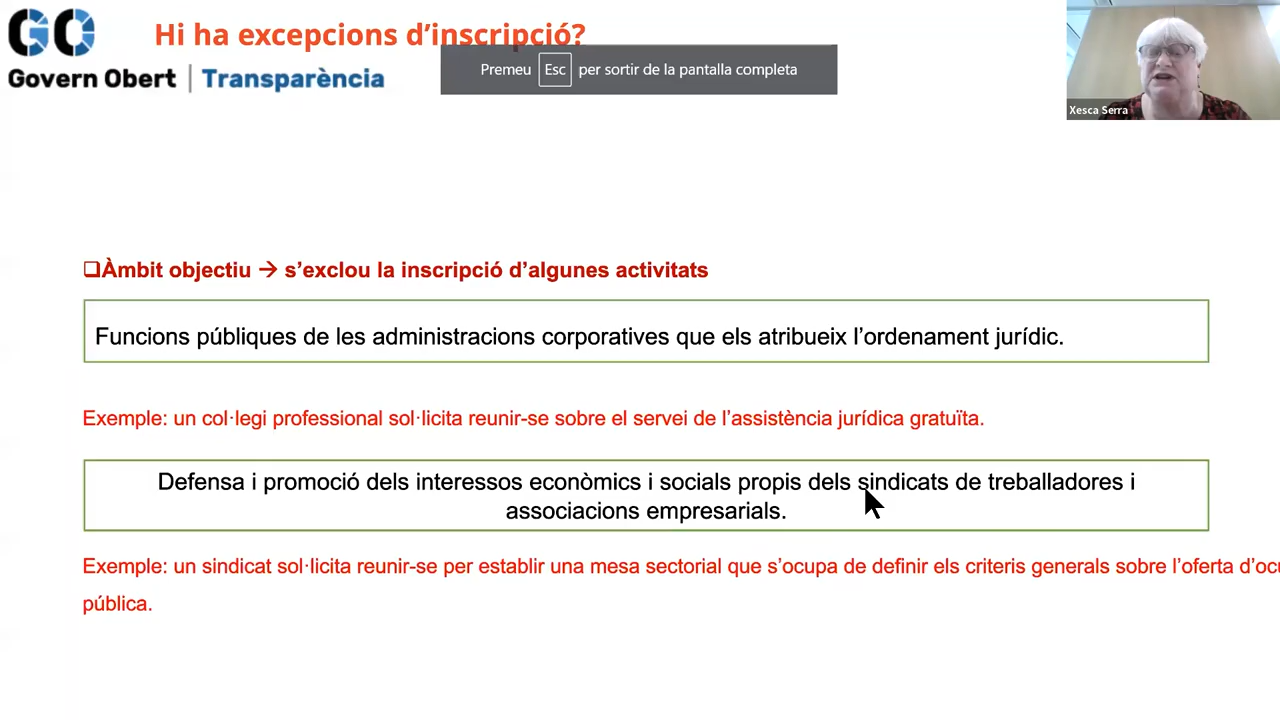 GO
Hi ha excepcions d’inscripció?
Govern Obert | Transparència
Premeu Esc per sortir de la pantalla completa
Xesca Serra
Àmbit objectiu → s’exclou la inscripció d’algunes activitats
Funcions públiques de les administracions corporatives que els atribueix l’ordenament jurídic.
Exemple: un col·legi professional sol·licita reunir-se sobre el servei de l’assistència jurídica gratuïta.
Defensa i promoció dels interessos econòmics i socials propis dels sindicats de treballadores i
associacions empresarials.
Exemple: un sindicat sol·licita reunir-se per establir una mesa sectorial que s’ocupa de definir els criteris generals sobre l’oferta
pública.